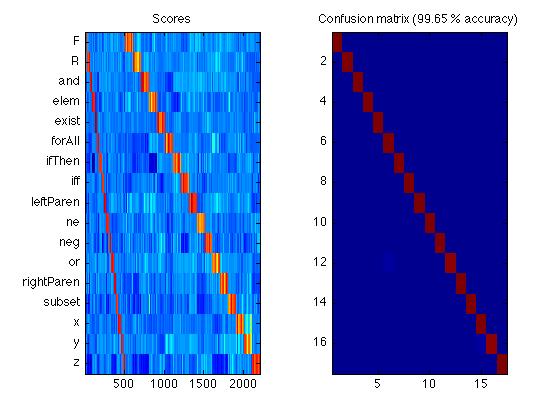 Scores
F
R
and
elem
exist
forAll
ifThen
iff
leftParen
ne
neg
or
rightParen
subset
x
y
z
500 1000 1500 2000
Confusion matrix (99.65 % accuracy)
2
4
6
8
10
12
14
16
5 10 15